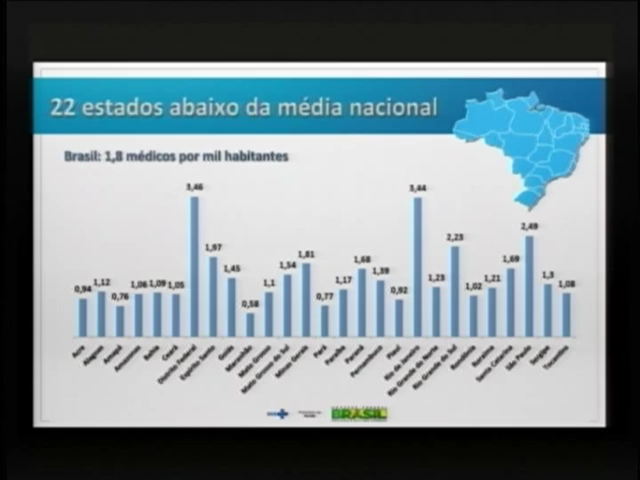 22 estados abaixo da média nacional
Brasil: 1,8 médicos por mil habitantes
0,94
1,12
0,76
1,06
1,09
1,05
3,46
1,97
1,45
0,58
1,1
1,54
1,81
0,77
1,17
1,68
1,39
0,92
3,44
1,23
2,23
1,02
1,21
1,69
2,49
1,3
1,08
Acre
Alagoas
Amapá
Amazonas
Bahia
Ceará
Distrito Federal
Espírito Santo
Goiás
Maranhão
Mato Grosso
Mato Grosso do Sul
Minas Gerais
Pará
Paraíba
Paraná
Pernambuco
Piauí
Rio de Janeiro
Rio Grande do Norte
Rio Grande do Sul
Rondônia
Roraima
Santa Catarina
São Paulo
Sergipe
Tocantins
SUS
BRASIL